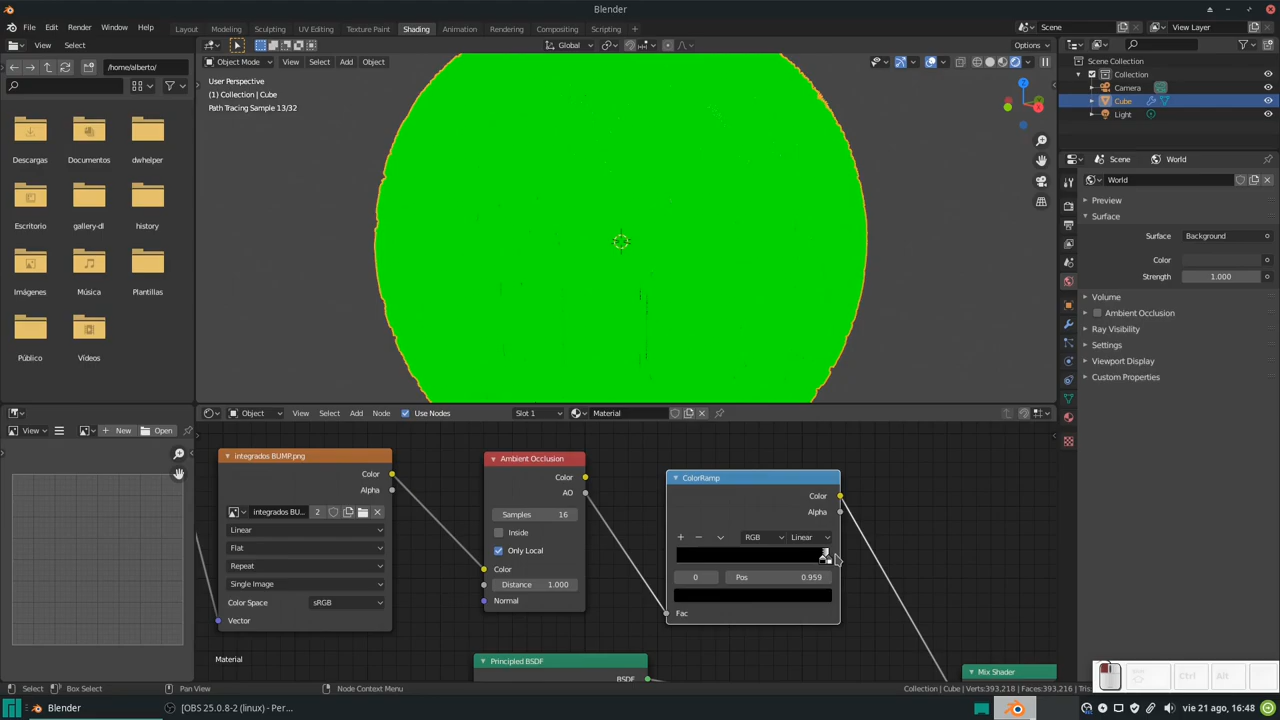 Blender
File Edit Render Window Help Layout Modeling Sculpting UV Editing Texture Paint Shading Animation Rendering Compositing Scripting Scene View Layer
View Select Global Options
/home/alberto/ Object Mode View Select Add Object
User Perspective
(1) Collection | Cube
Path Tracing Sample 13/32
Scene Collection
Collection
Camera
Cube
Light
Descargas Documentos dwhelper
Escritorio gallery-dl history
Imágenes Música Plantillas
Público Vídeos
Scene World
World
Preview
Surface
Surface Background
Color
Strength 1.000
Volume
Ambient Occlusion
Ray Visibility
Settings
Viewport Display
Custom Properties
Object View Select Add Node Use Nodes Slot 1 Material
View New Open
integrados BUMP.png
Color
Alpha
integrados BU... 2
Linear
Flat
Repeat
Single Image
Color Space sRGB
Vector
Ambient Occlusion
Color
AO
Samples 16
Inside
Only Local
Color
Distance 1.000
Normal
ColorRamp
Color
Alpha
RGB Linear
0 Pos 0.959
Fac
Principled BSDF
BSDF
Mix Shader
Material
Ctrl Alt
Select Box Select Pan View Node Context Menu Collection | Cube | Verts:393,218 | Faces:393,216 | Tris:
Blender [OBS 25.0.8-2 (linux) - Per... vie 21 ago, 16:48